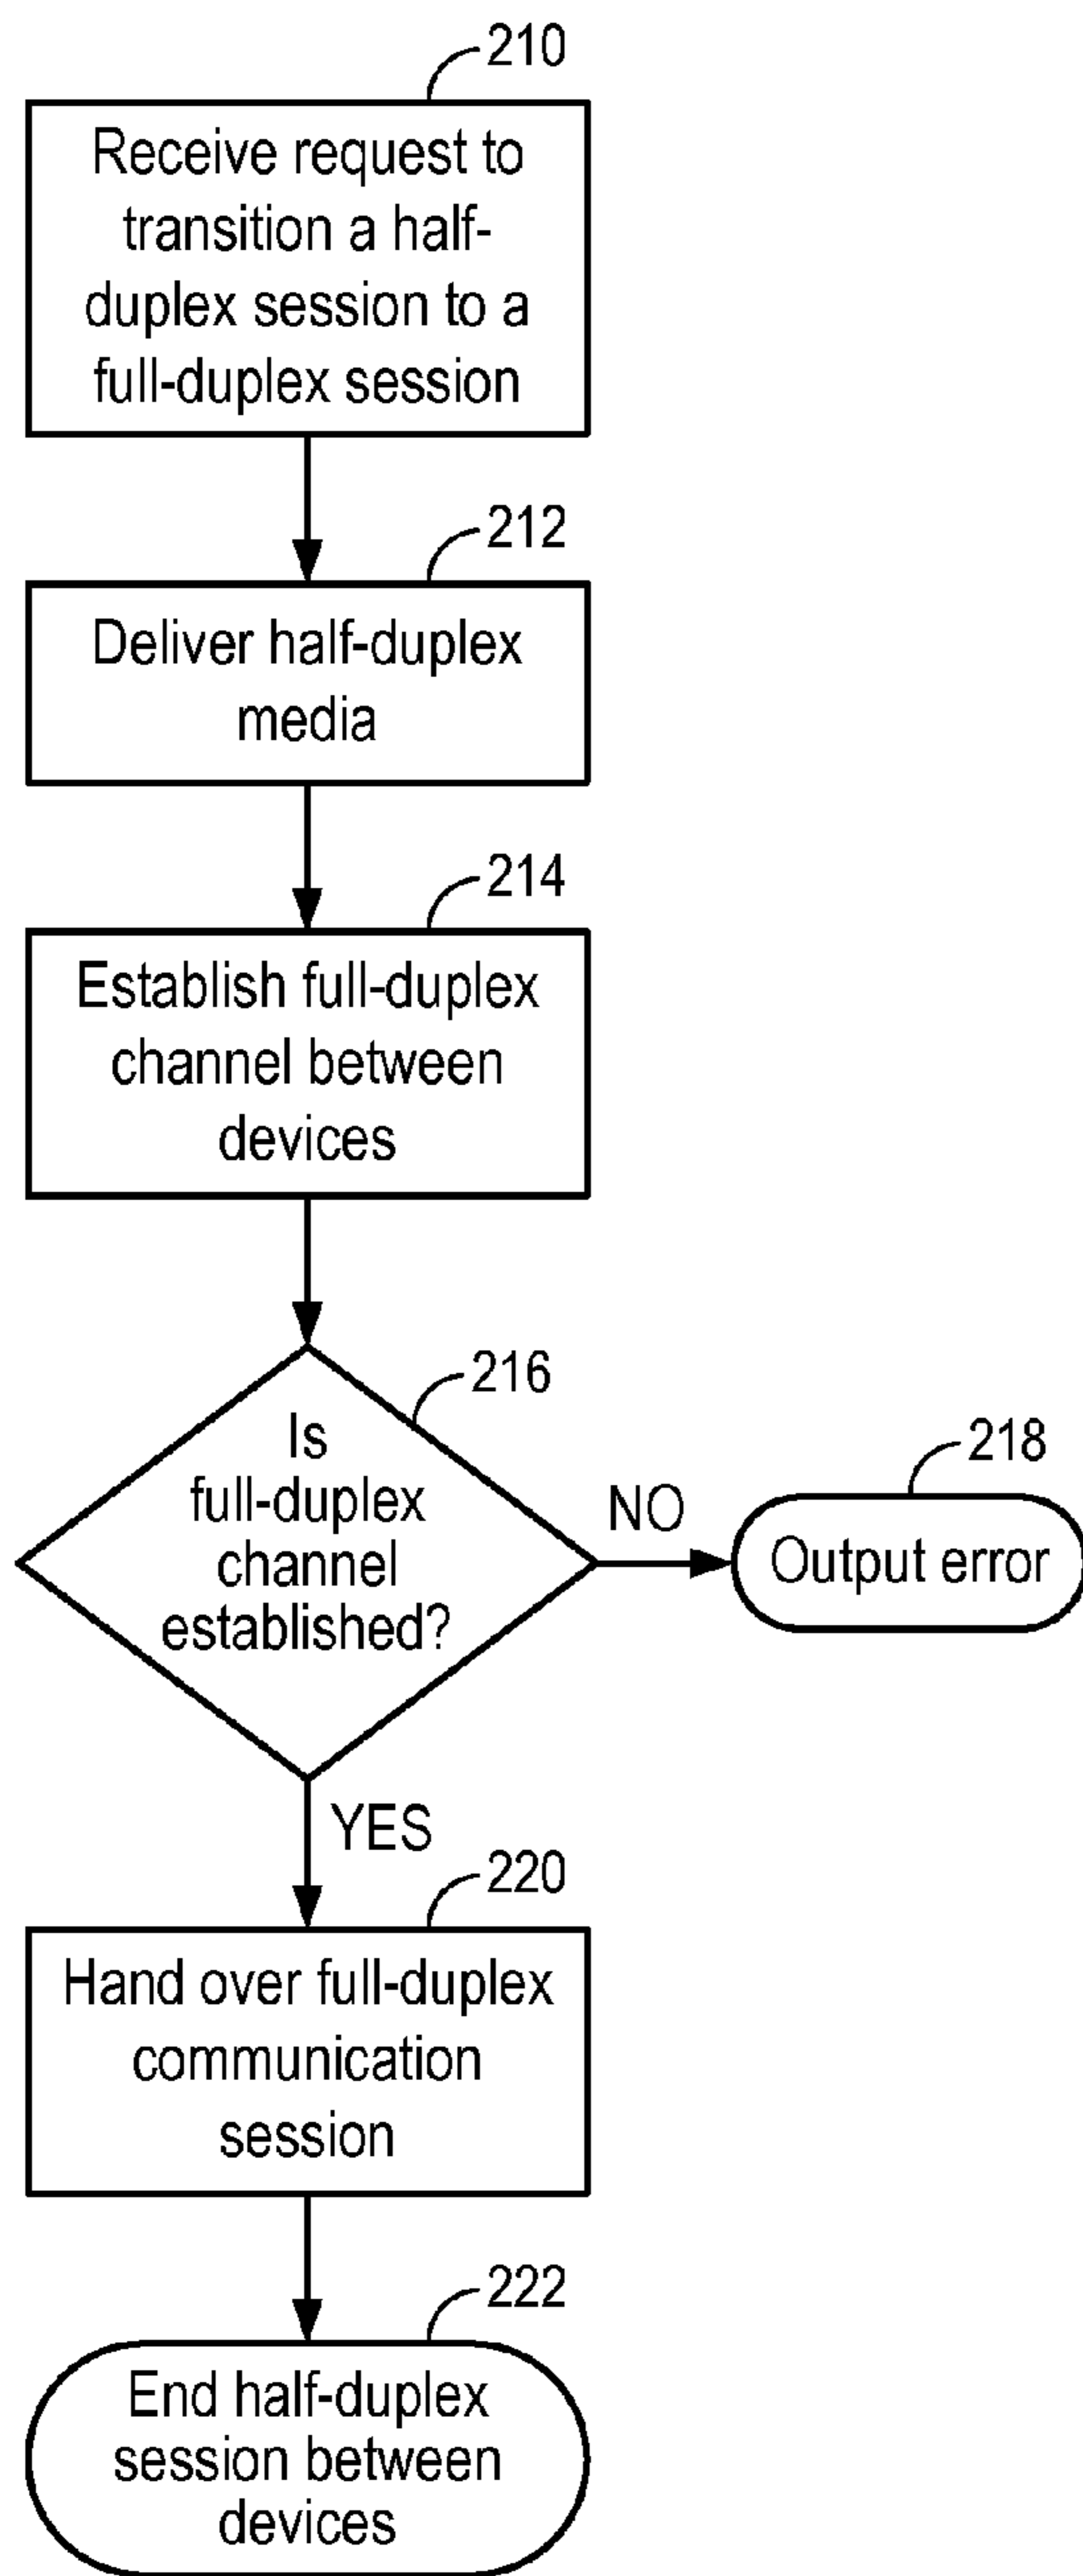 210
Receive request to
transition a half-
duplex session to a
full-duplex session
212
Deliver half-duplex
media
214
Establish full-duplex
channel between
devices
216
Is
full-duplex
channel
established?
NO
218
Output error
YES
220
Hand over full-duplex
communication
session
222
End half-duplex
session between
devices